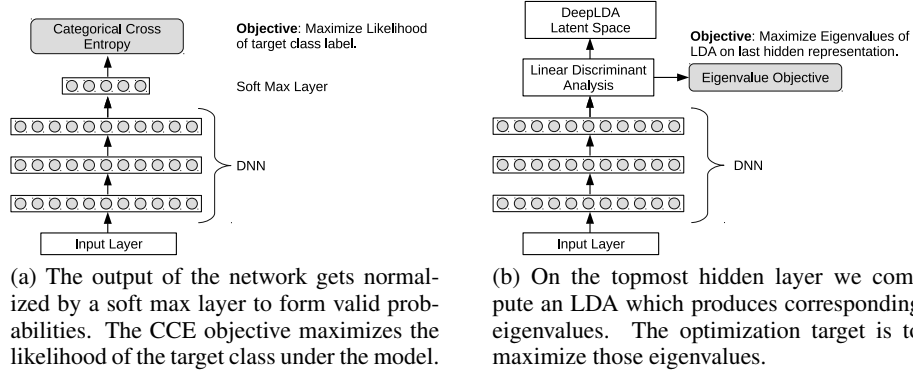 Categorical Cross
Entropy
Objective: Maximize Likelihood
of target class label.
Soft Max Layer
DNN
Input Layer
(a) The output of the network gets normal-
ized by a soft max layer to form valid prob-
abilities. The CCE objective maximizes the
likelihood of the target class under the model.
DeepLDA
Latent Space
Objective: Maximize Eigenvalues of
LDA on last hidden representation.
Linear Discriminant
Analysis
Eigenvalue Objective
DNN
Input Layer
(b) On the topmost hidden layer we com
pute an LDA which produces corresponding
eigenvalues. The optimization target is to
maximize those eigenvalues.